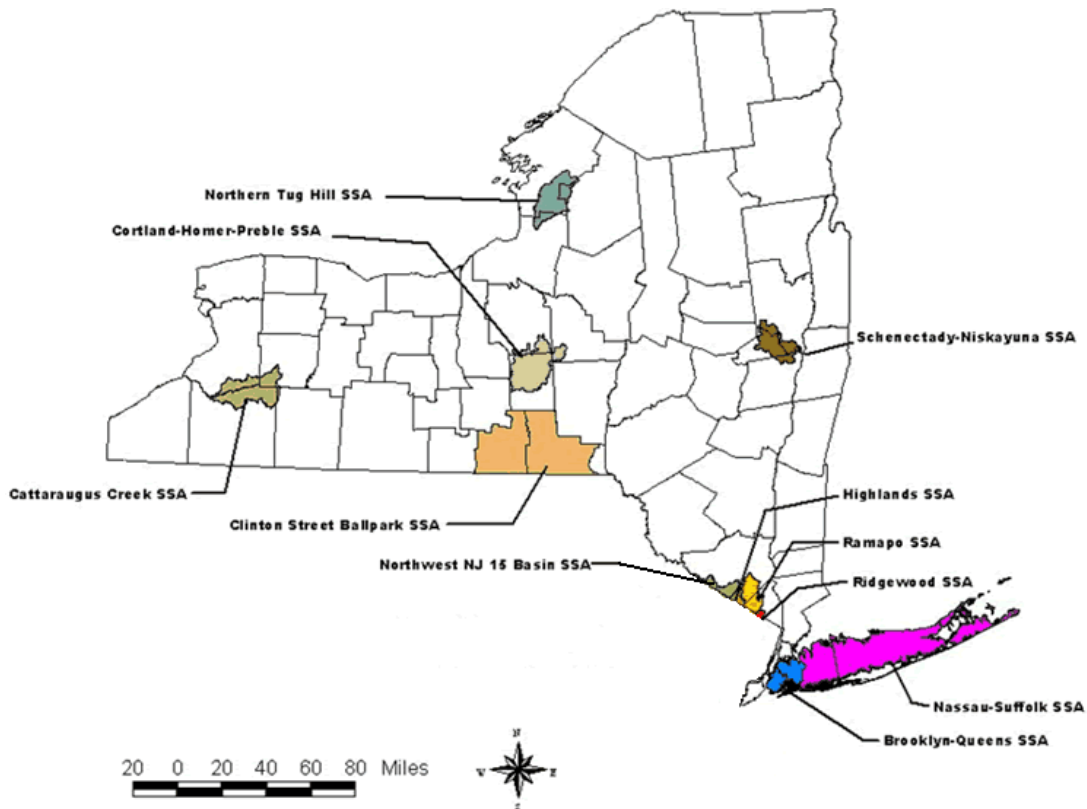 Northern Tug Hill SSA
Cortland-Homer-Preble SSA
Schenectady-Niskayuna SSA
Cattaraugus Creek SSA
Highlands SSA
Clinton Street Ballpark SSA
Ramapo SSA
Northwest NJ 15 Basin SSA
Ridgewood SSA
Nassau-Suffolk SSA
Brooklyn-Queens SSA
N
W E
S
20 0 20 40 60 80 Miles